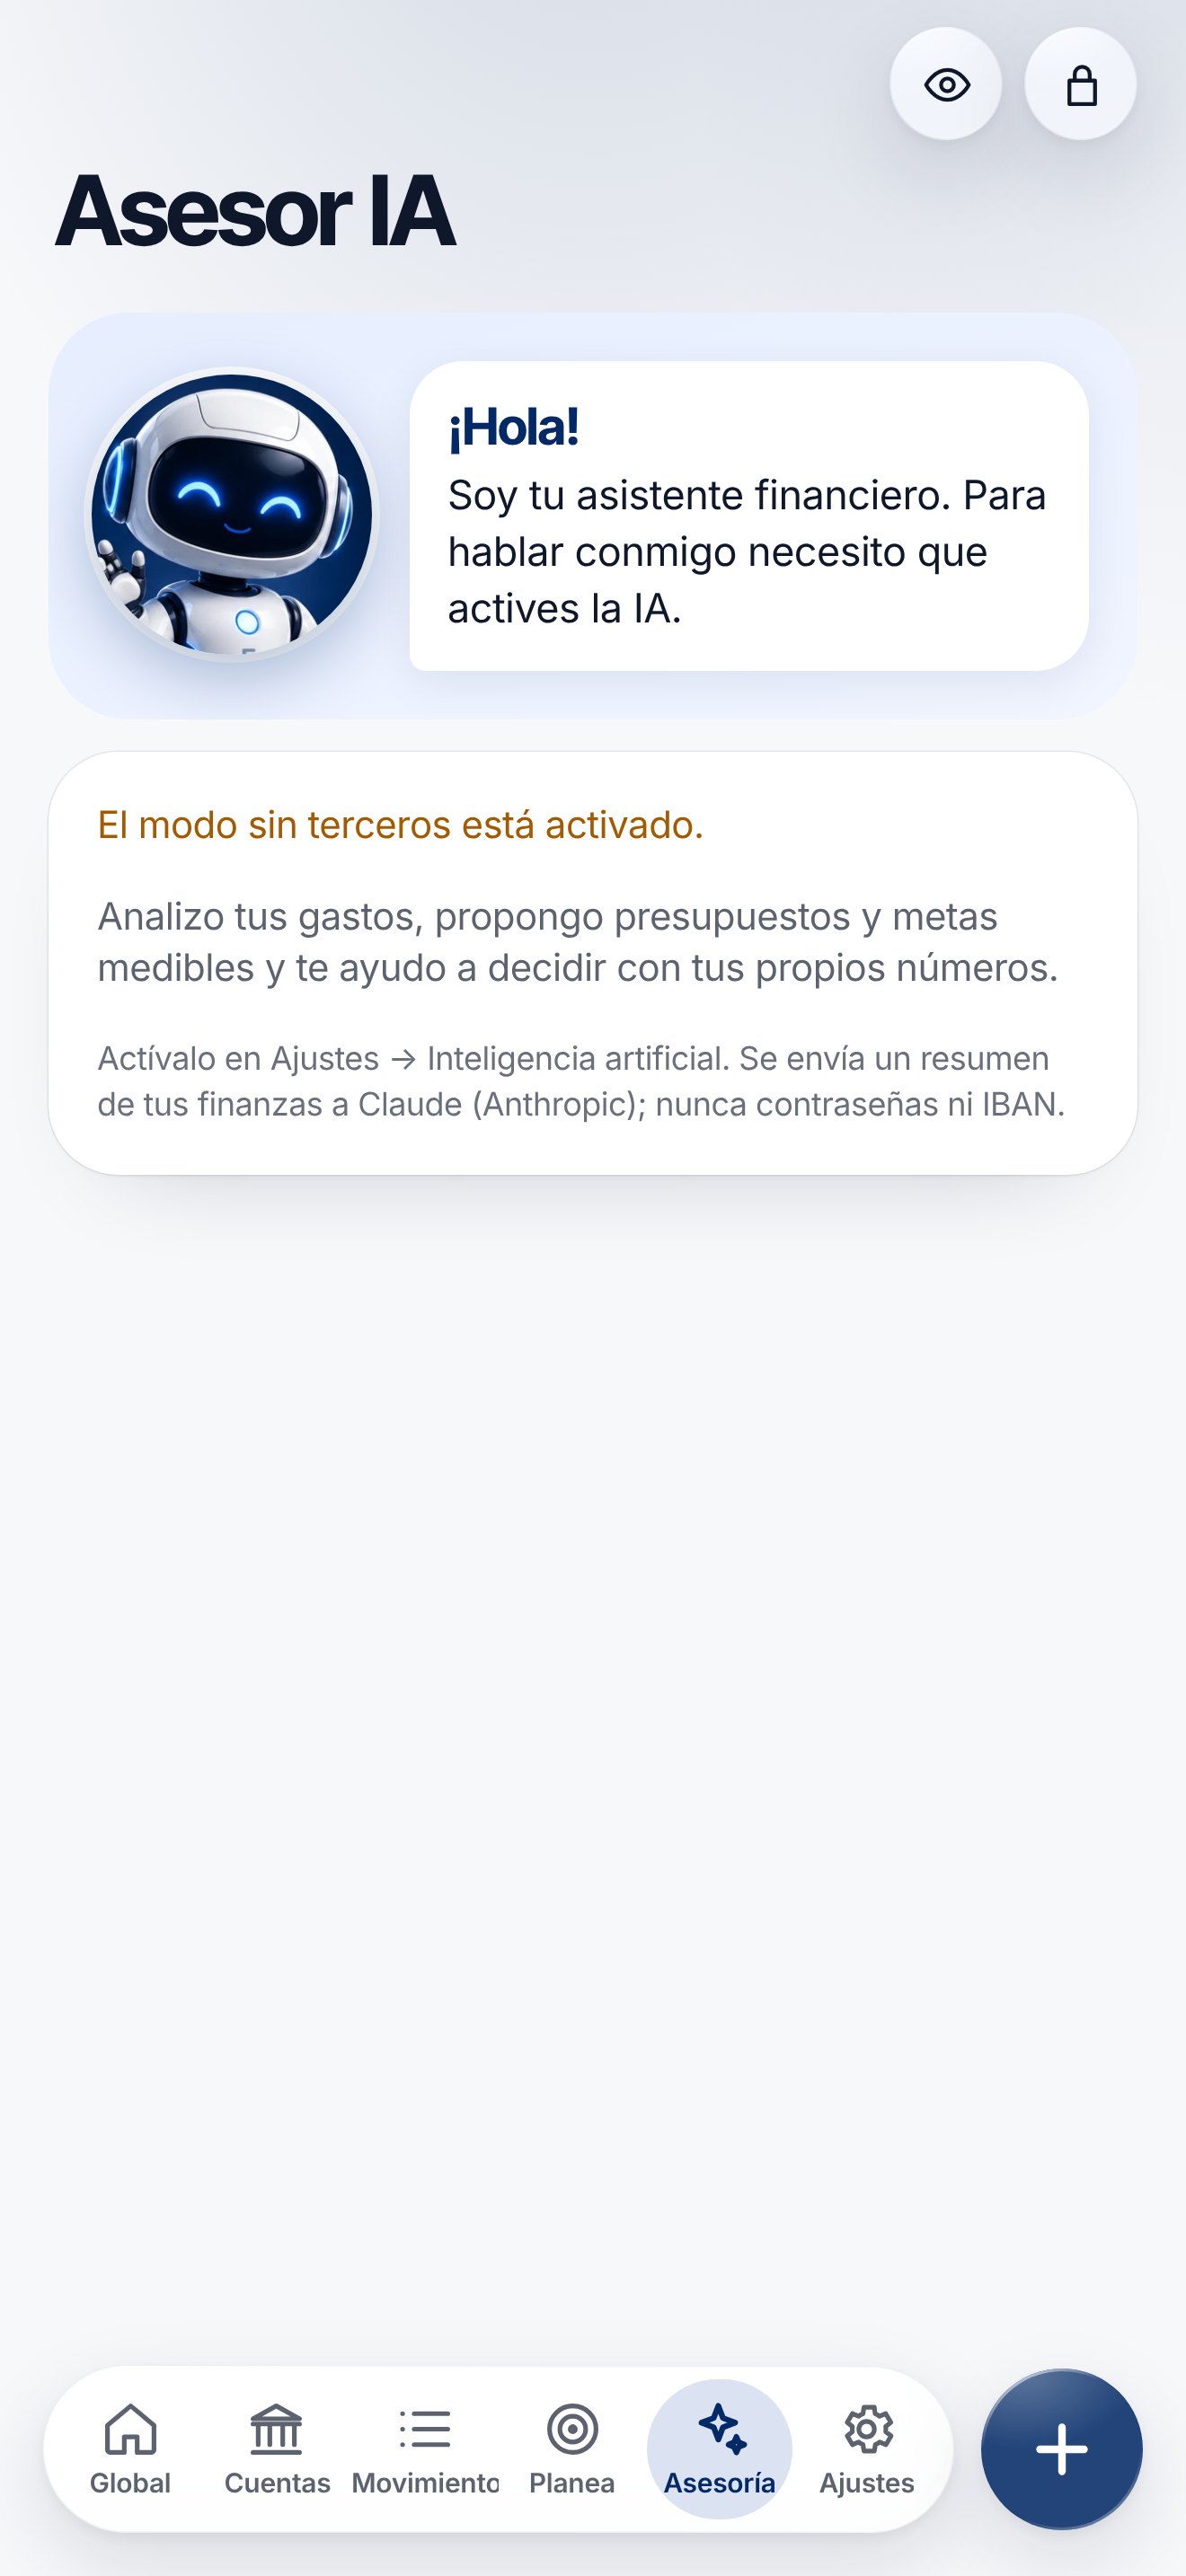 Asesor IA
¡Hola!
Soy tu asistente financiero. Para
hablar conmigo necesito que
actives la IA.
El modo sin terceros está activado.
Analizo tus gastos, propongo presupuestos y metas
medibles y te ayudo a decidir con tus propios números.
Actívalo en Ajustes → Inteligencia artificial. Se envía un resumen
de tus finanzas a Claude (Anthropic); nunca contraseñas ni IBAN.
Global
Cuentas
Movimiento
Planea
Asesoría
Ajustes